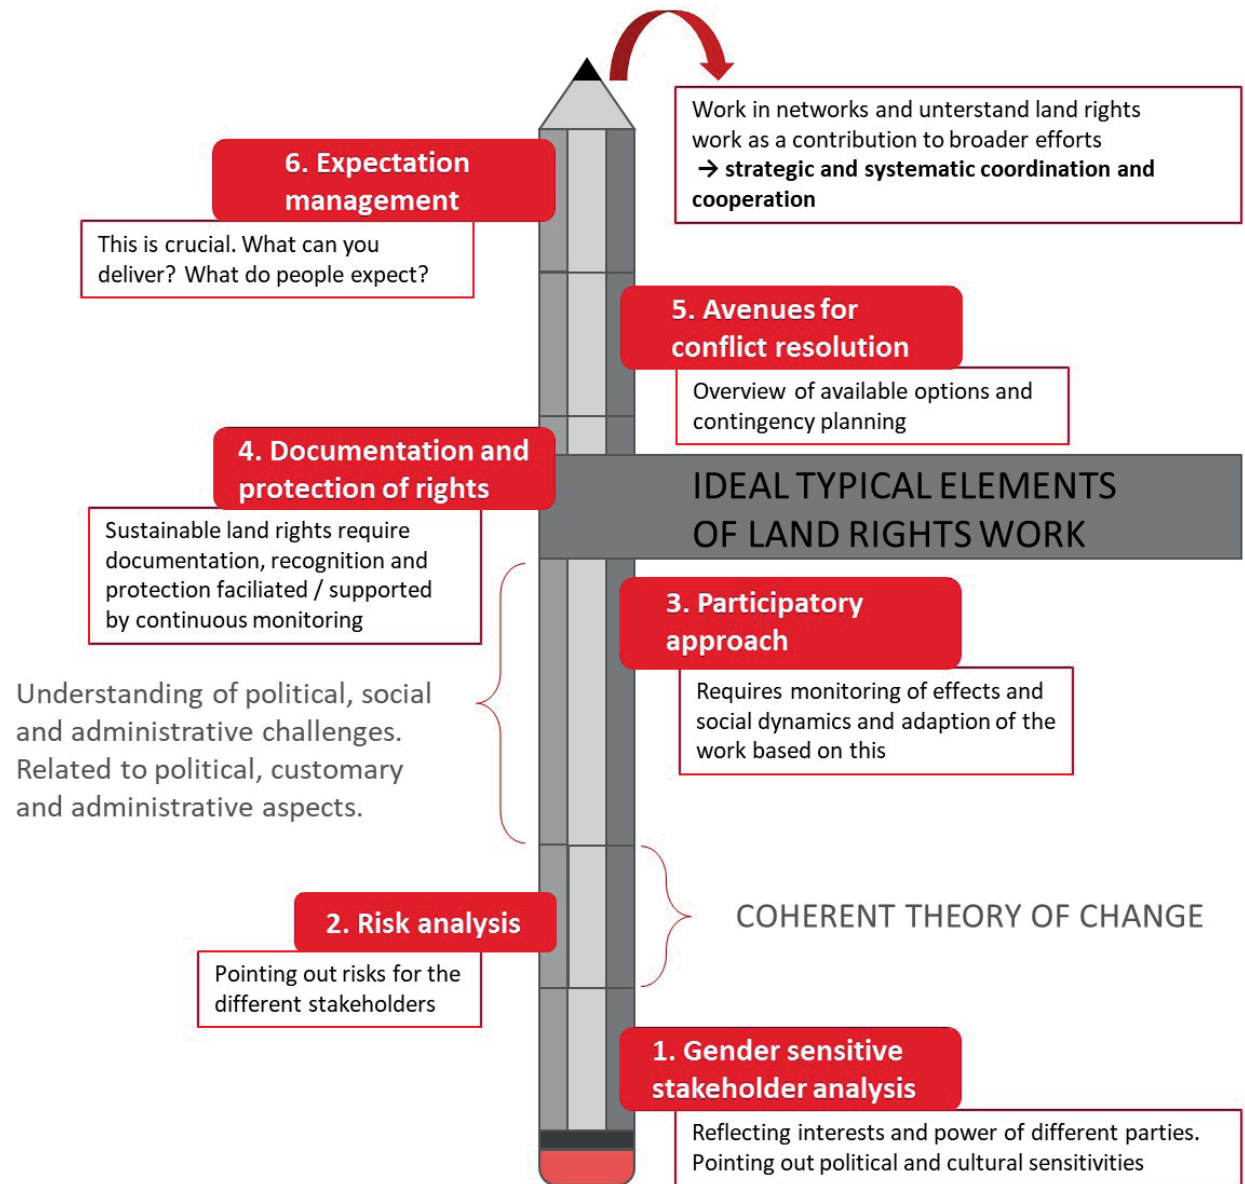 Work in networks and unterstand land rights
work as a contribution to broader efforts
→ strategic and systematic coordination and
cooperation
6. Expectation
management
This is crucial. What can you
deliver? What do people expect?
5. Avenues for
conflict resolution
Overview of available options and
contingency planning
4. Documentation and
protection of rights
Sustainable land rights require
documentation, recognition and
protection faciliated / supported
by continuous monitoring
IDEAL TYPICAL ELEMENTS
OF LAND RIGHTS WORK
3. Participatory
approach
Requires monitoring of effects and
social dynamics and adaption of the
work based on this
Understanding of political, social
and administrative challenges.
Related to political, customary
and administrative aspects.
2. Risk analysis
Pointing out risks for the
different stakeholders
COHERENT THEORY OF CHANGE
1. Gender sensitive
stakeholder analysis
Reflecting interests and power of different parties.
Pointing out political and cultural sensitivities